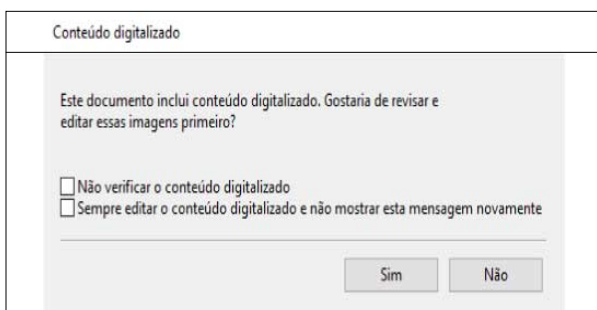 Conteúdo digitalizado
Este documento inclui conteúdo digitalizado. Gostaria de revisar e
editar essas imagens primeiro?
Não verificar o conteúdo digitalizado
Sempre editar o conteúdo digitalizado e não mostrar esta mensagem novamente
Sim
Não